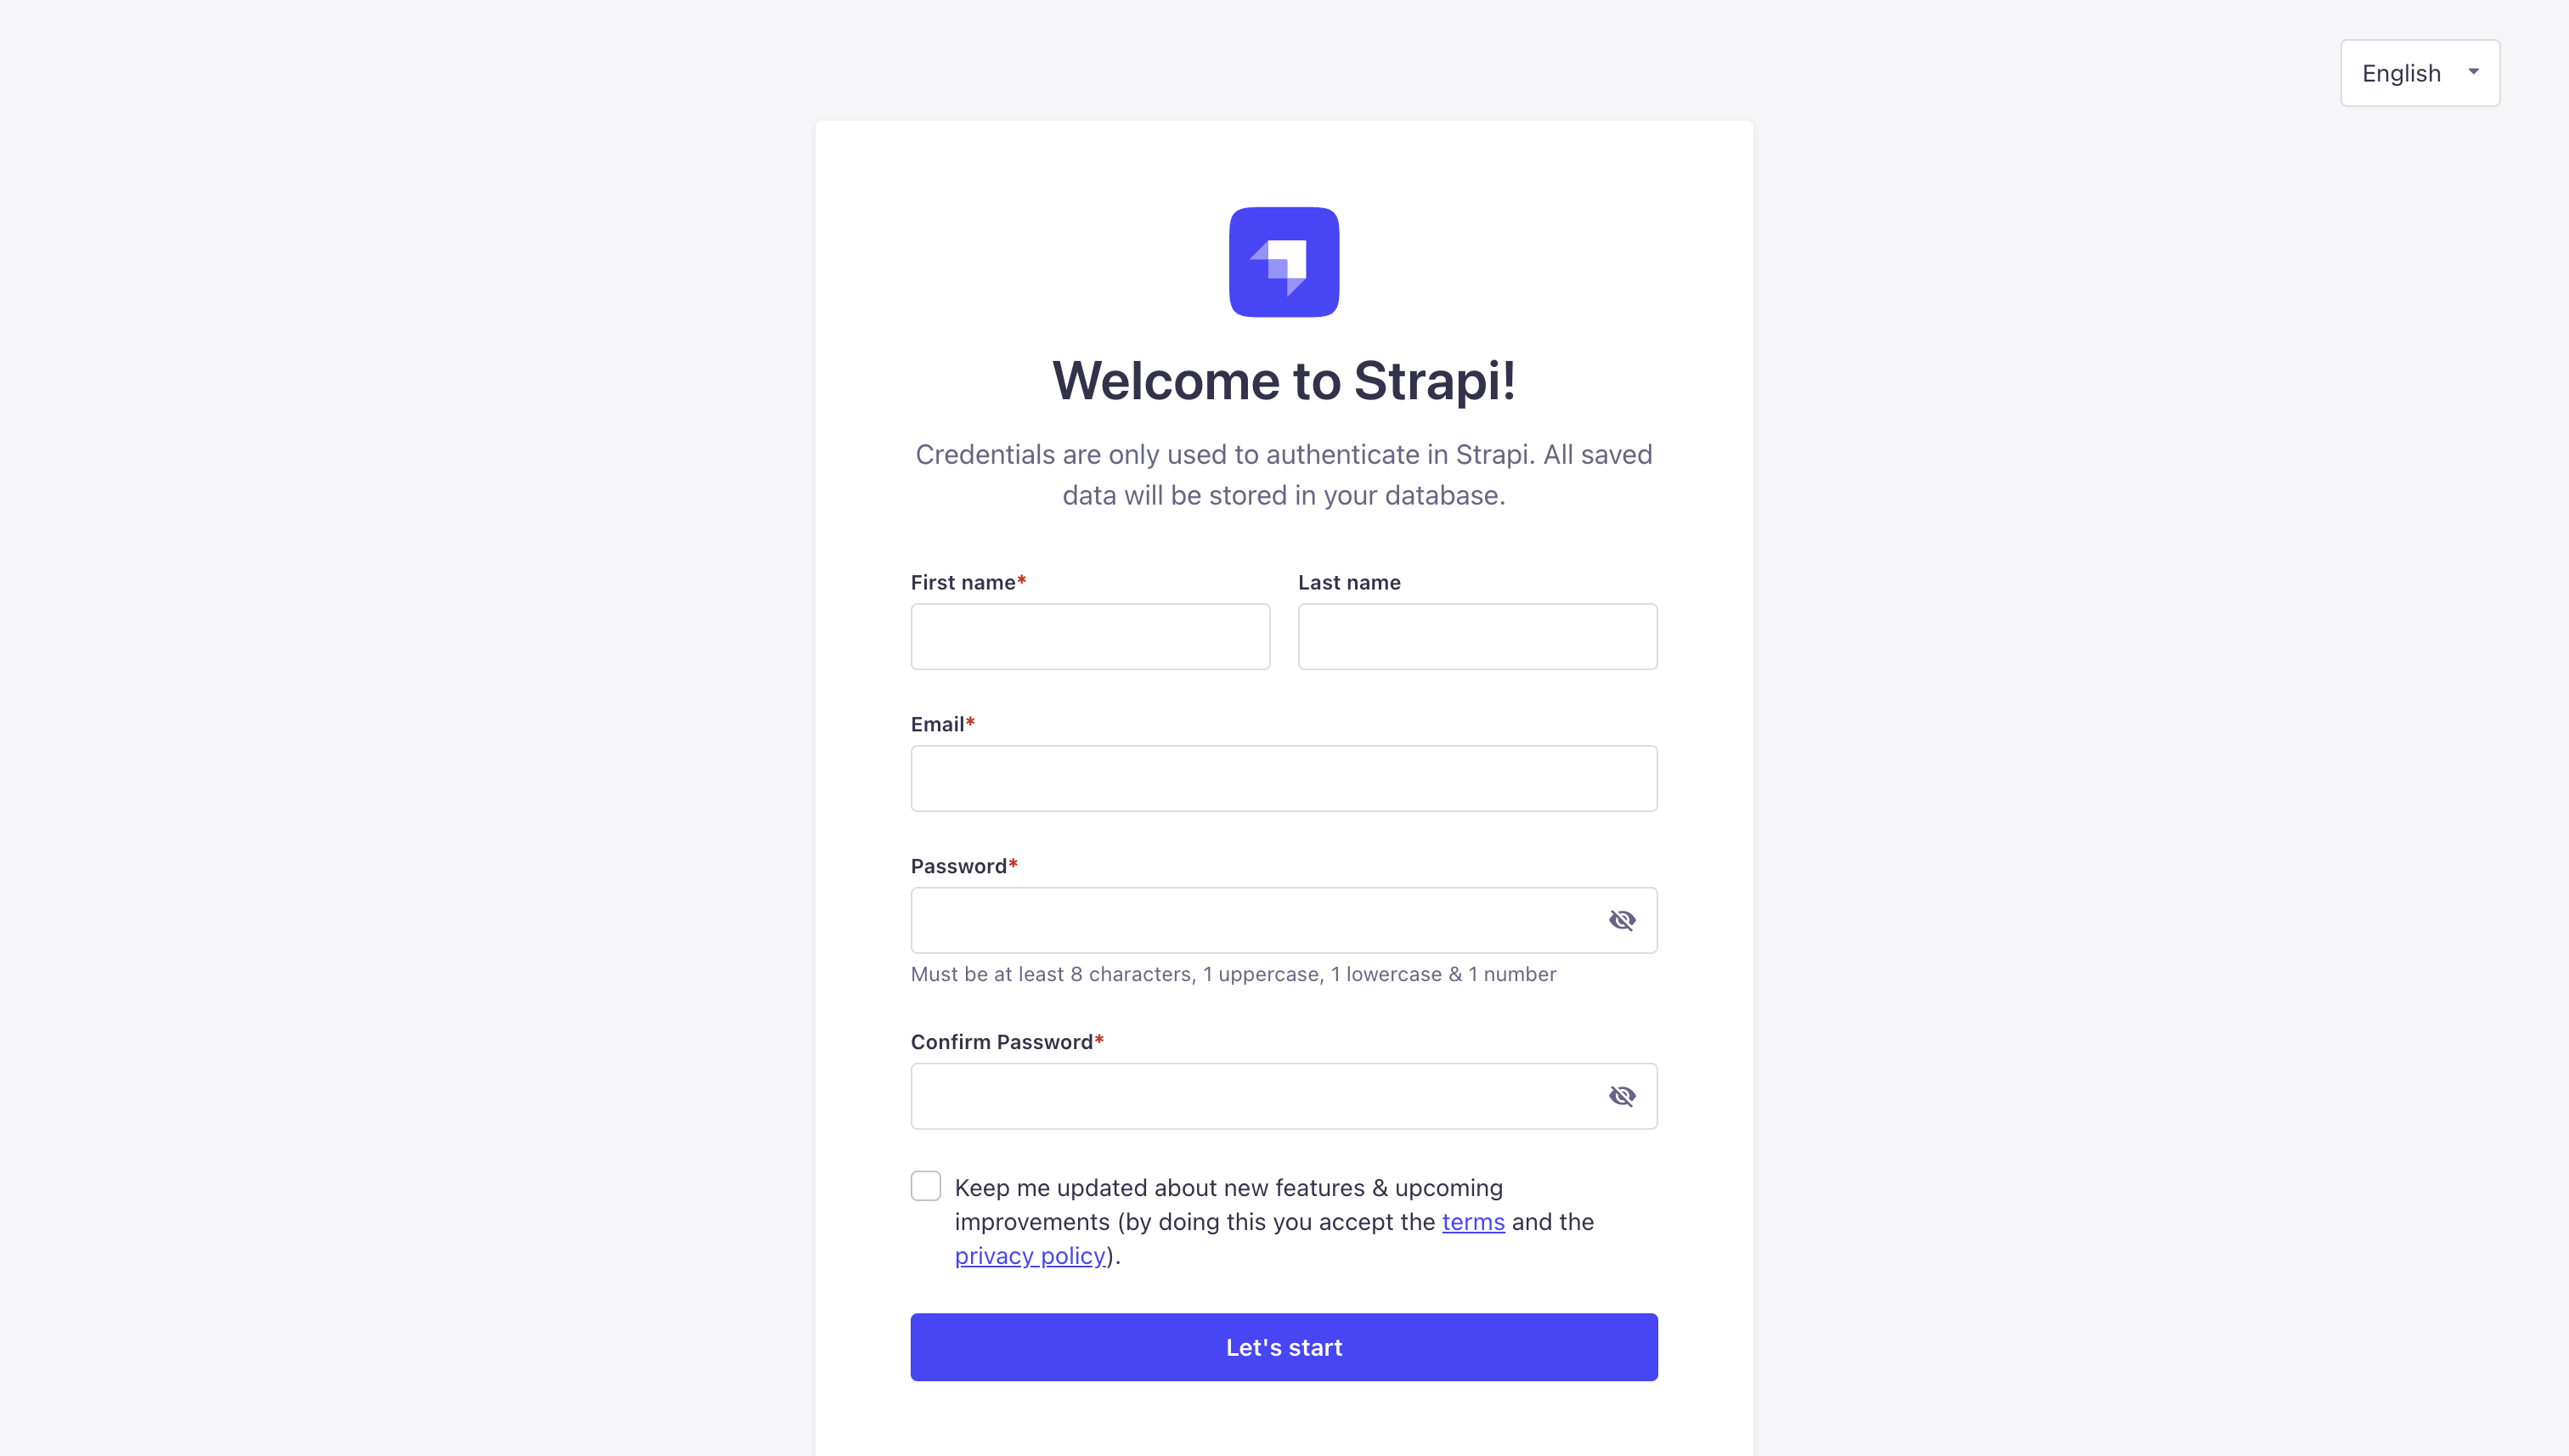 English
Welcome to Strapi!
Credentials are only used to authenticate in Strapi. All saved
data will be stored in your database.
First name*
Last name
Email*
Password*
Must be at least 8 characters, 1 uppercase, 1 lowercase & 1 number
Confirm Password*
Keep me updated about new features & upcoming
improvements (by doing this you accept the terms and the
privacy policy).
Let's start